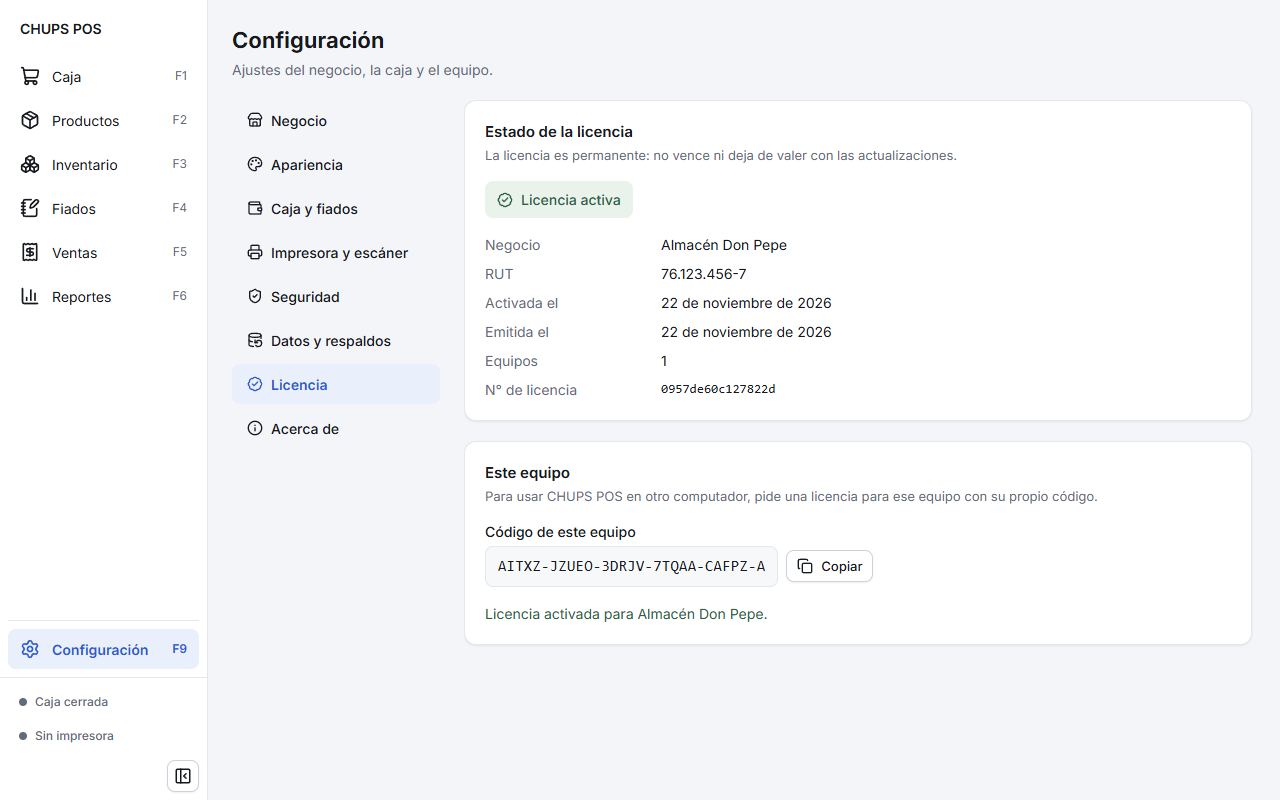 CHUPS POS
Caja F1
Productos F2
Inventario F3
Fiados F4
Ventas F5
Reportes F6
Configuración F9
Caja cerrada
Sin impresora
Configuración
Ajustes del negocio, la caja y el equipo.
Negocio
Apariencia
Caja y fiados
Impresora y escáner
Seguridad
Datos y respaldos
Licencia
Acerca de
Estado de la licencia
La licencia es permanente: no vence ni deja de valer con las actualizaciones.
Licencia activa
Negocio Almacén Don Pepe
RUT 76.123.456-7
Activada el 22 de noviembre de 2026
Emitida el 22 de noviembre de 2026
Equipos 1
N° de licencia 0957de60c127822d
Este equipo
Para usar CHUPS POS en otro computador, pide una licencia para ese equipo con su propio código.
Código de este equipo
AITXZ-JZUEO-3DRJV-7TQAA-CAFPZ-A Copiar
Licencia activada para Almacén Don Pepe.